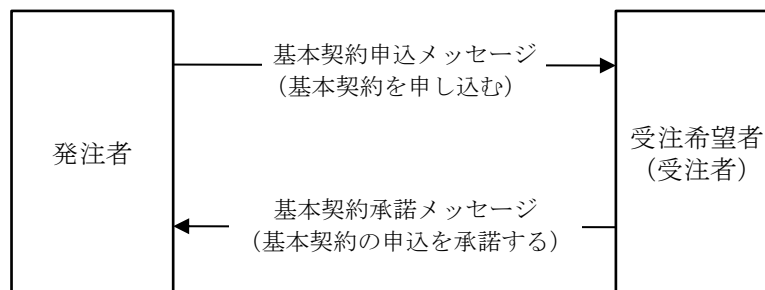 基本契約申込メッセージ
（基本契約を申し込む）
発注者
受注希望者
（受注者）
基本契約承諾メッセージ
（基本契約の申込を承諾する）